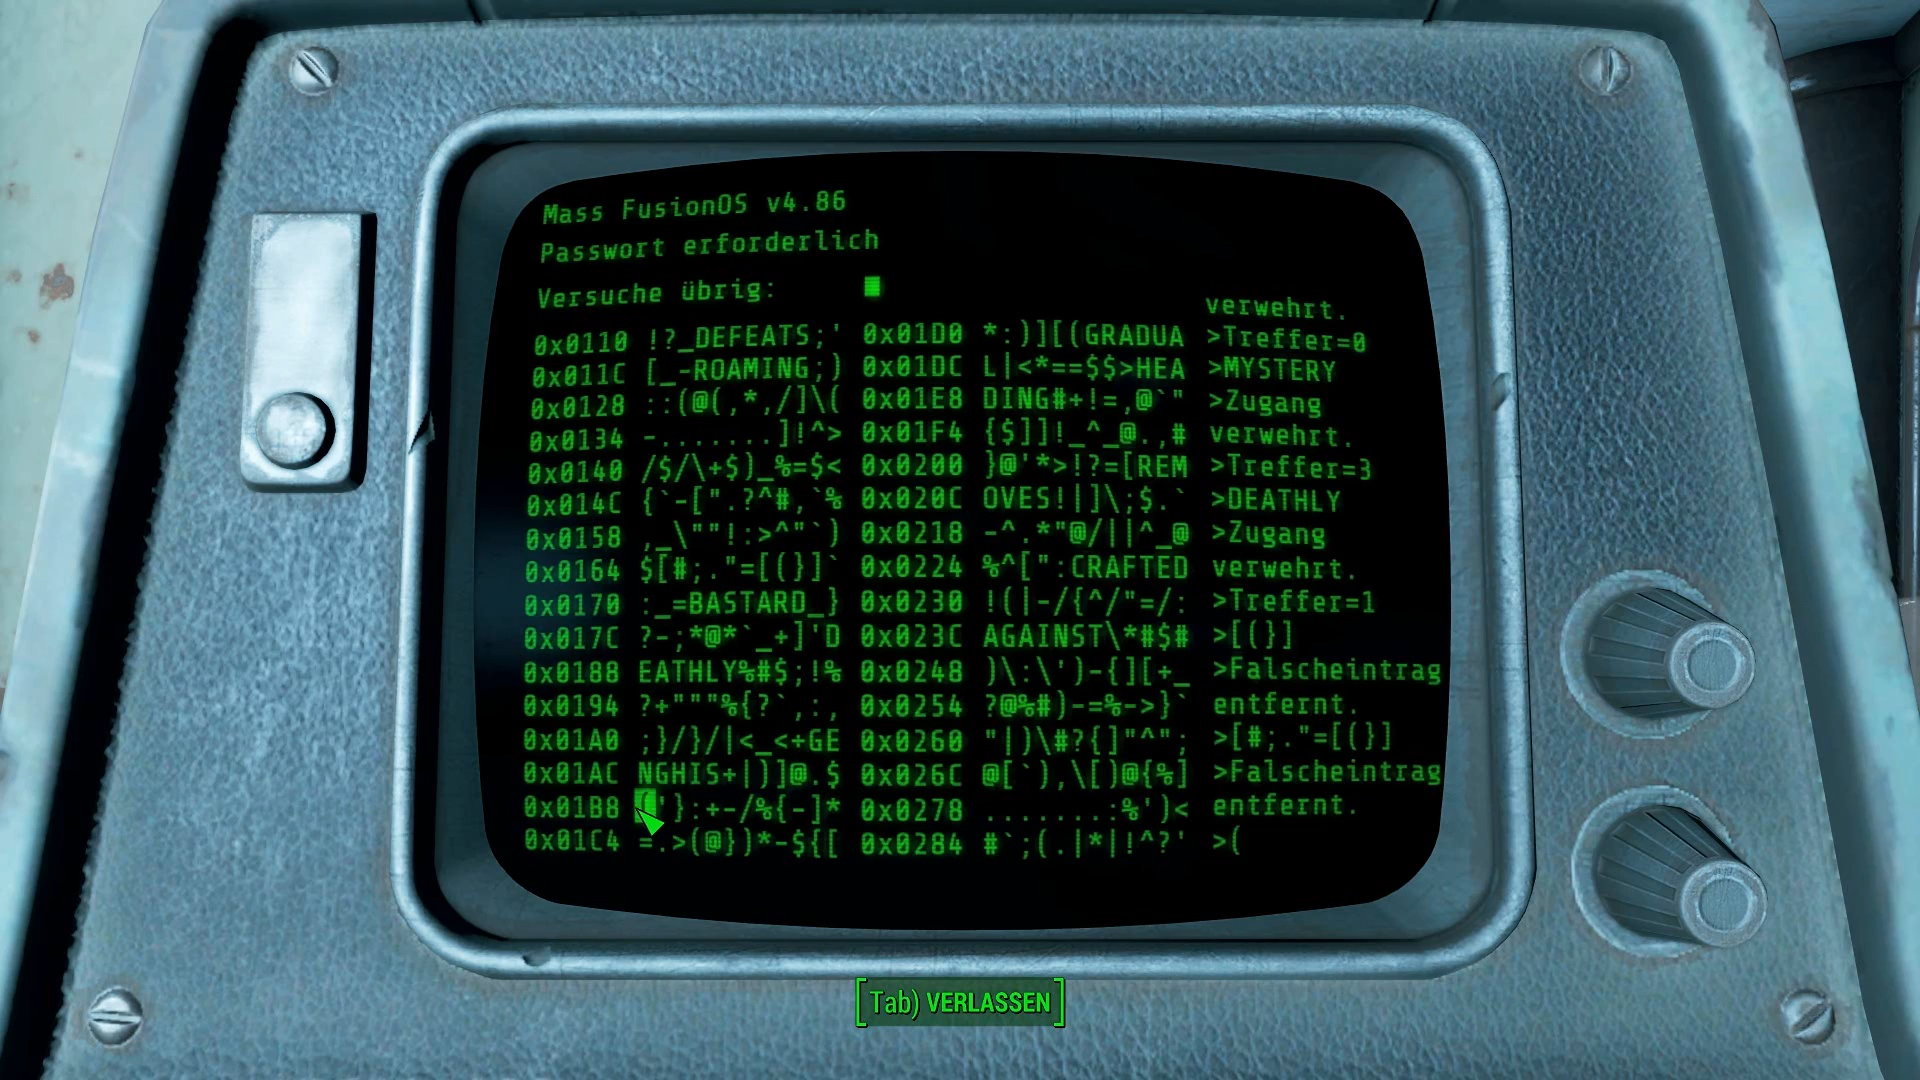 Mass FusionOS v4.86
Passwort erforderlich
Versuche übrig:
0x0110 !?_DEFEATS;'
0x011C [_-ROAMING;)
0x0128 ::(@(,*,/]\(
0x0134 -.......]!^>
0x0140 /$/\+$)_%=$<
0x014C {`-[".?^#,`%
0x0158 ,_\""!:>^"`)
0x0164 $[#;."=[(}]`
0x0170 :_=BASTARD_}
0x017C ?-;*@*`_+]'D
0x0188 EATHLY%#$;!%
0x0194 ?+"""%{?`,:,
0x01A0 ;}/}/|<_<+GE
0x01AC NGHIS+|)]@.$
0x01B8 ('}:+-/%{-]*
0x01C4 =.>(@})*-${[
0x01D0 *:)][(GRADUA
0x01DC L|<*==$$>HEA
0x01E8 DING#+!=,@`"
0x01F4 {$]]!_^_@.,#
0x0200 }@'*>!?=[REM
0x020C OVES!|]\;$.`
0x0218 -^.*"@/||^_@
0x0224 %^[":CRAFTED
0x0230 !(|-/{^/"=/:
0x023C AGAINST\*#$#
0x0248 )\:\')-{][+_
0x0254 ?@%#)-=%->}`
0x0260 "|)\#?{]"^";
0x026C @[`),\[)@{%]
0x0278 .......:%')<
0x0284 #`;(.|*|!^?'
verwehrt.
>Treffer=0
>MYSTERY
>Zugang
verwehrt.
>Treffer=3
>DEATHLY
>Zugang
verwehrt.
>Treffer=1
>[(}]
>Falscheintrag
entfernt.
>[#;."=[(}]
>Falscheintrag
entfernt.
>(
[Tab) VERLASSEN]